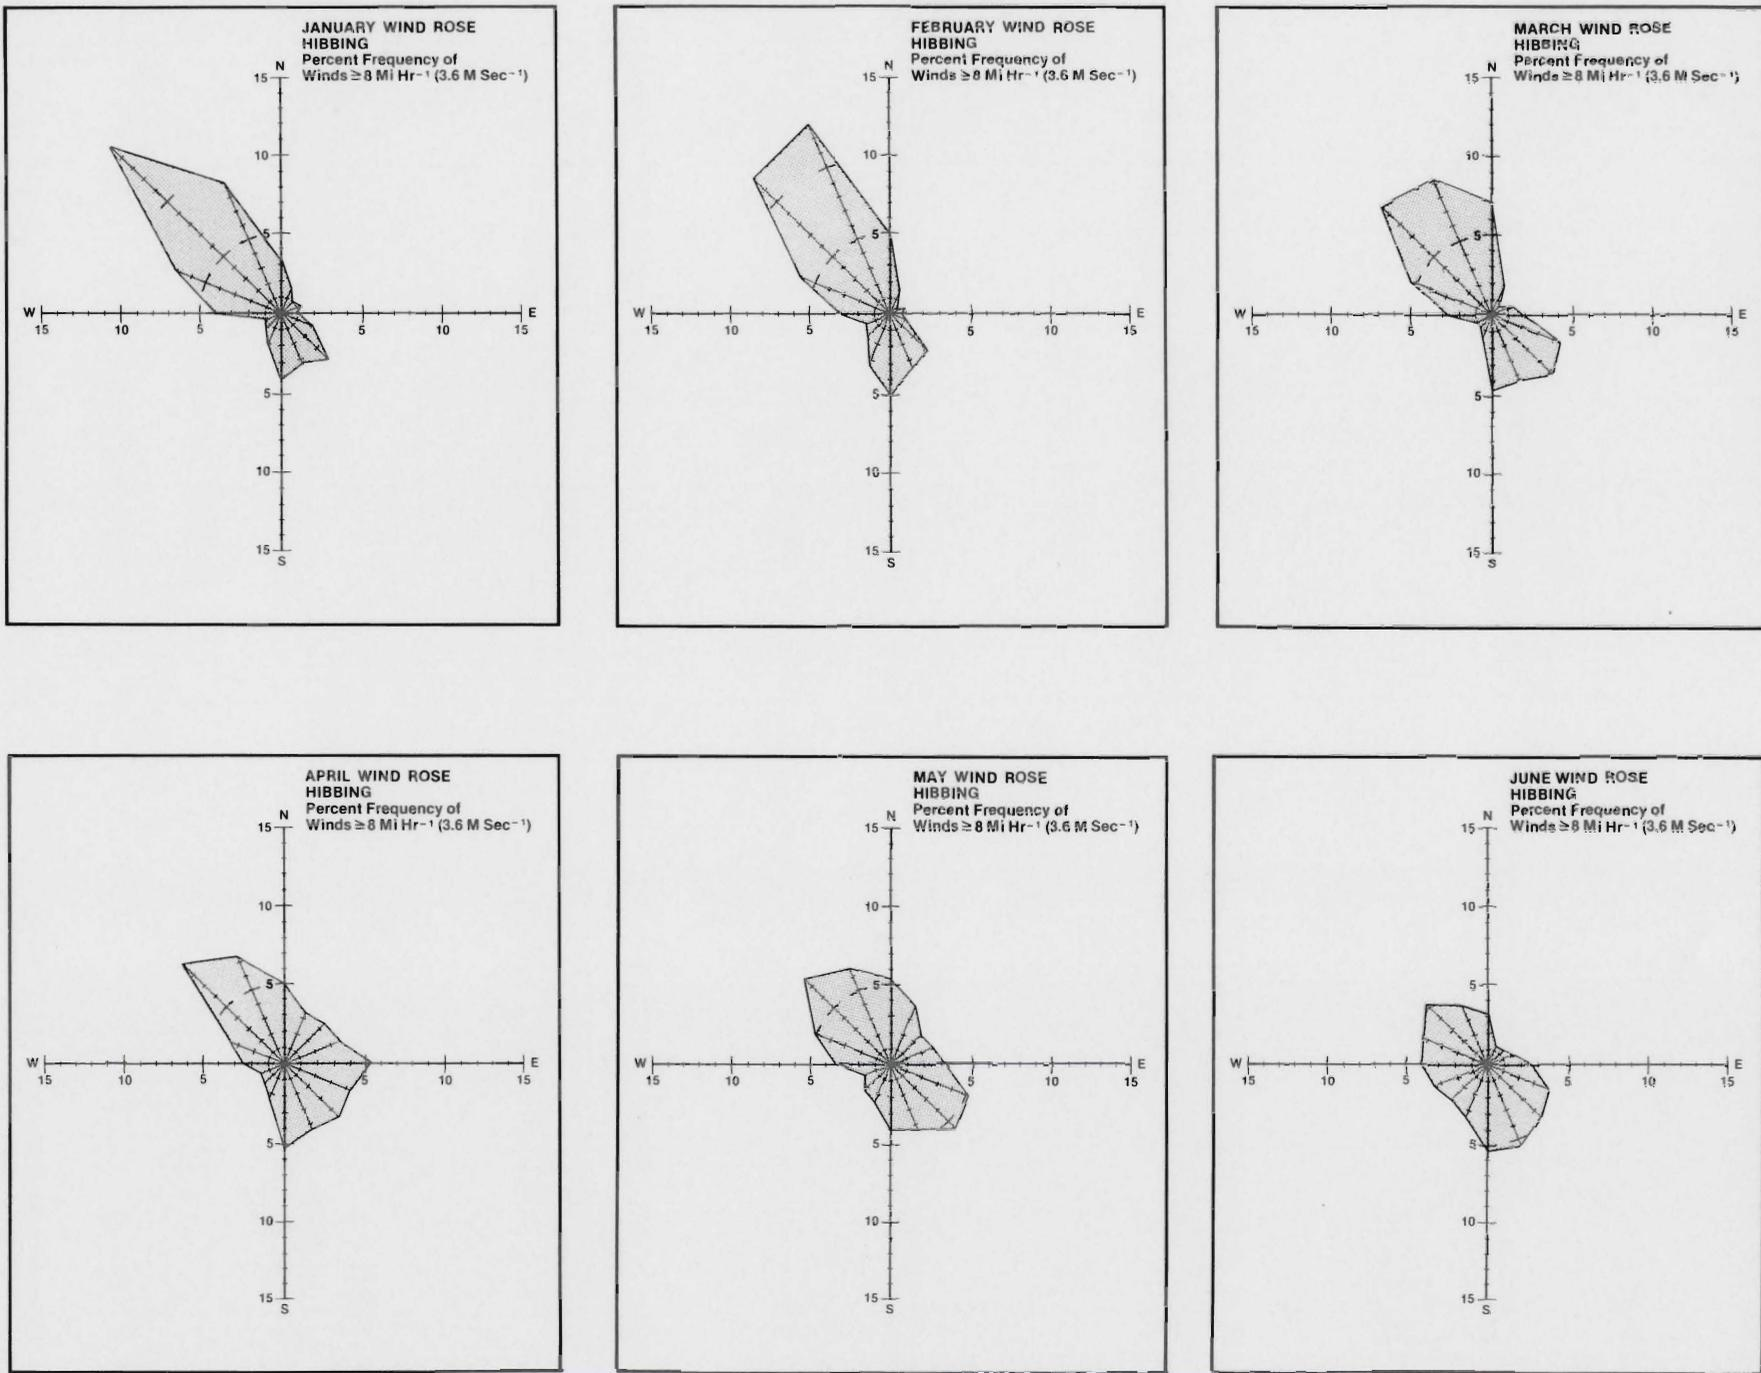 JANUARY WIND ROSE
HIBBING
Percent Frequency of
Winds ≥8 Mi Hr⁻¹ (3.6 M Sec⁻¹)
N
15
10
5
W
15
10
5
5
10
15
E
5
10
15
S
FEBRUARY WIND ROSE
HIBBING
Percent Frequency of
Winds ≥8 Mi Hr⁻¹ (3.6 M Sec⁻¹)
N
15
10
5
W
15
10
5
5
10
15
E
5
10
15
S
MARCH WIND ROSE
HIBBING
Percent Frequency of
Winds ≥8 Mi Hr⁻¹ (3.6 M Sec⁻¹)
N
15
10
5
W
15
10
5
5
10
15
E
5
10
15
S
APRIL WIND ROSE
HIBBING
Percent Frequency of
Winds ≥8 Mi Hr⁻¹ (3.6 M Sec⁻¹)
N
15
10
5
W
15
10
5
5
10
15
E
5
10
15
S
MAY WIND ROSE
HIBBING
Percent Frequency of
Winds ≥8 Mi Hr⁻¹ (3.6 M Sec⁻¹)
N
15
10
5
W
15
10
5
5
10
15
E
5
10
15
S
JUNE WIND ROSE
HIBBING
Percent Frequency of
Winds ≥8 Mi Hr⁻¹ (3.6 M Sec⁻¹)
N
15
10
5
W
15
10
5
5
10
15
E
5
10
15
S